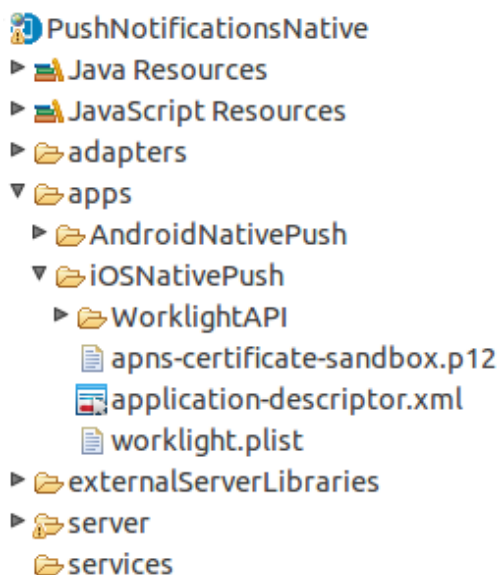 PushNotificationsNative
Java Resources
JavaScript Resources
adapters
apps
AndroidNativePush
iOSNativePush
WorklightAPI
apns-certificate-sandbox.p12
application-descriptor.xml
worklight.plist
externalServerLibraries
server
services